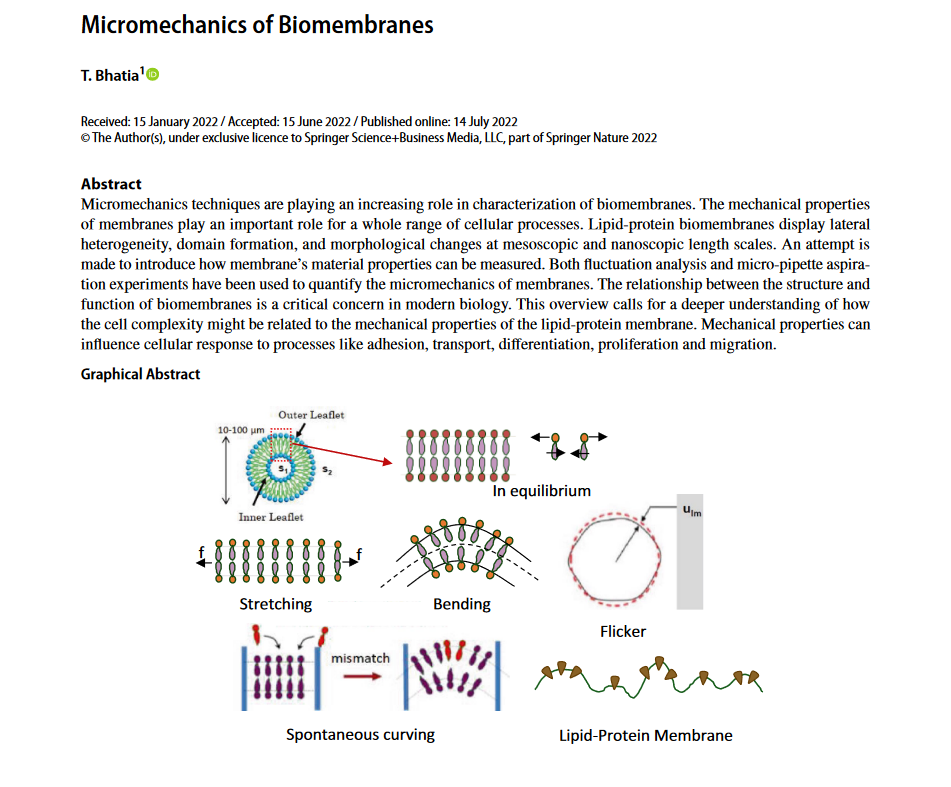 Micromechanics of Biomembranes
T. Bhatia1 iD
Received: 15 January 2022 / Accepted: 15 June 2022 / Published online: 14 July 2022
© The Author(s), under exclusive licence to Springer Science+Business Media, LLC, part of Springer Nature 2022
Abstract
Micromechanics techniques are playing an increasing role in characterization of biomembranes. The mechanical properties
of membranes play an important role for a whole range of cellular processes. Lipid-protein biomembranes display lateral
heterogeneity, domain formation, and morphological changes at mesoscopic and nanoscopic length scales. An attempt is
made to introduce how membrane’s material properties can be measured. Both fluctuation analysis and micro-pipette aspira-
tion experiments have been used to quantify the micromechanics of membranes. The relationship between the structure and
function of biomembranes is a critical concern in modern biology. This overview calls for a deeper understanding of how
the cell complexity might be related to the mechanical properties of the lipid-protein membrane. Mechanical properties can
influence cellular response to processes like adhesion, transport, differentiation, proliferation and migration.
Graphical Abstract
Outer Leaflet
10-100 µm
S1
S2
In equilibrium
Inner Leaflet
ulm
f
f
Stretching
Bending
Flicker
mismatch
Spontaneous curving
Lipid-Protein Membrane